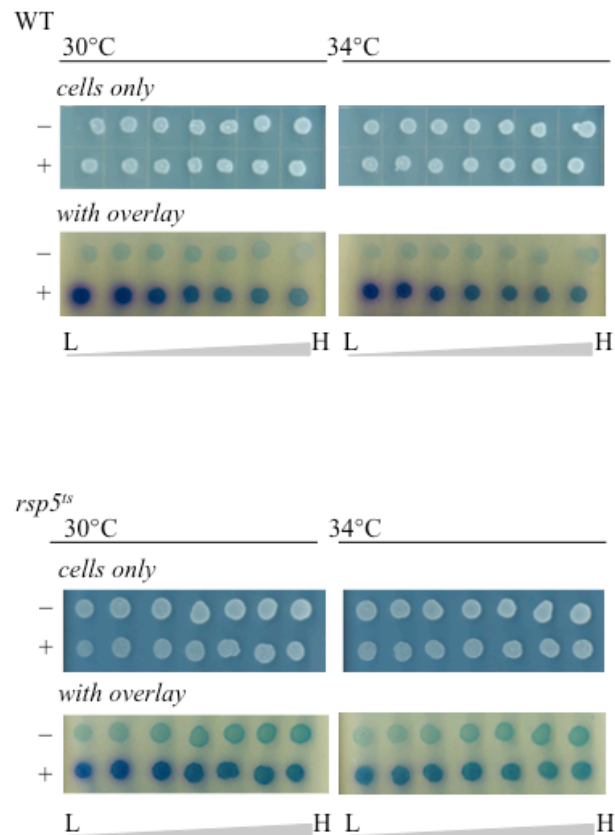 WT
30°C 34°C
cells only
−
+
with overlay
−
+
L H L H
rsp5ts
30°C 34°C
cells only
−
+
with overlay
−
+
L H L H